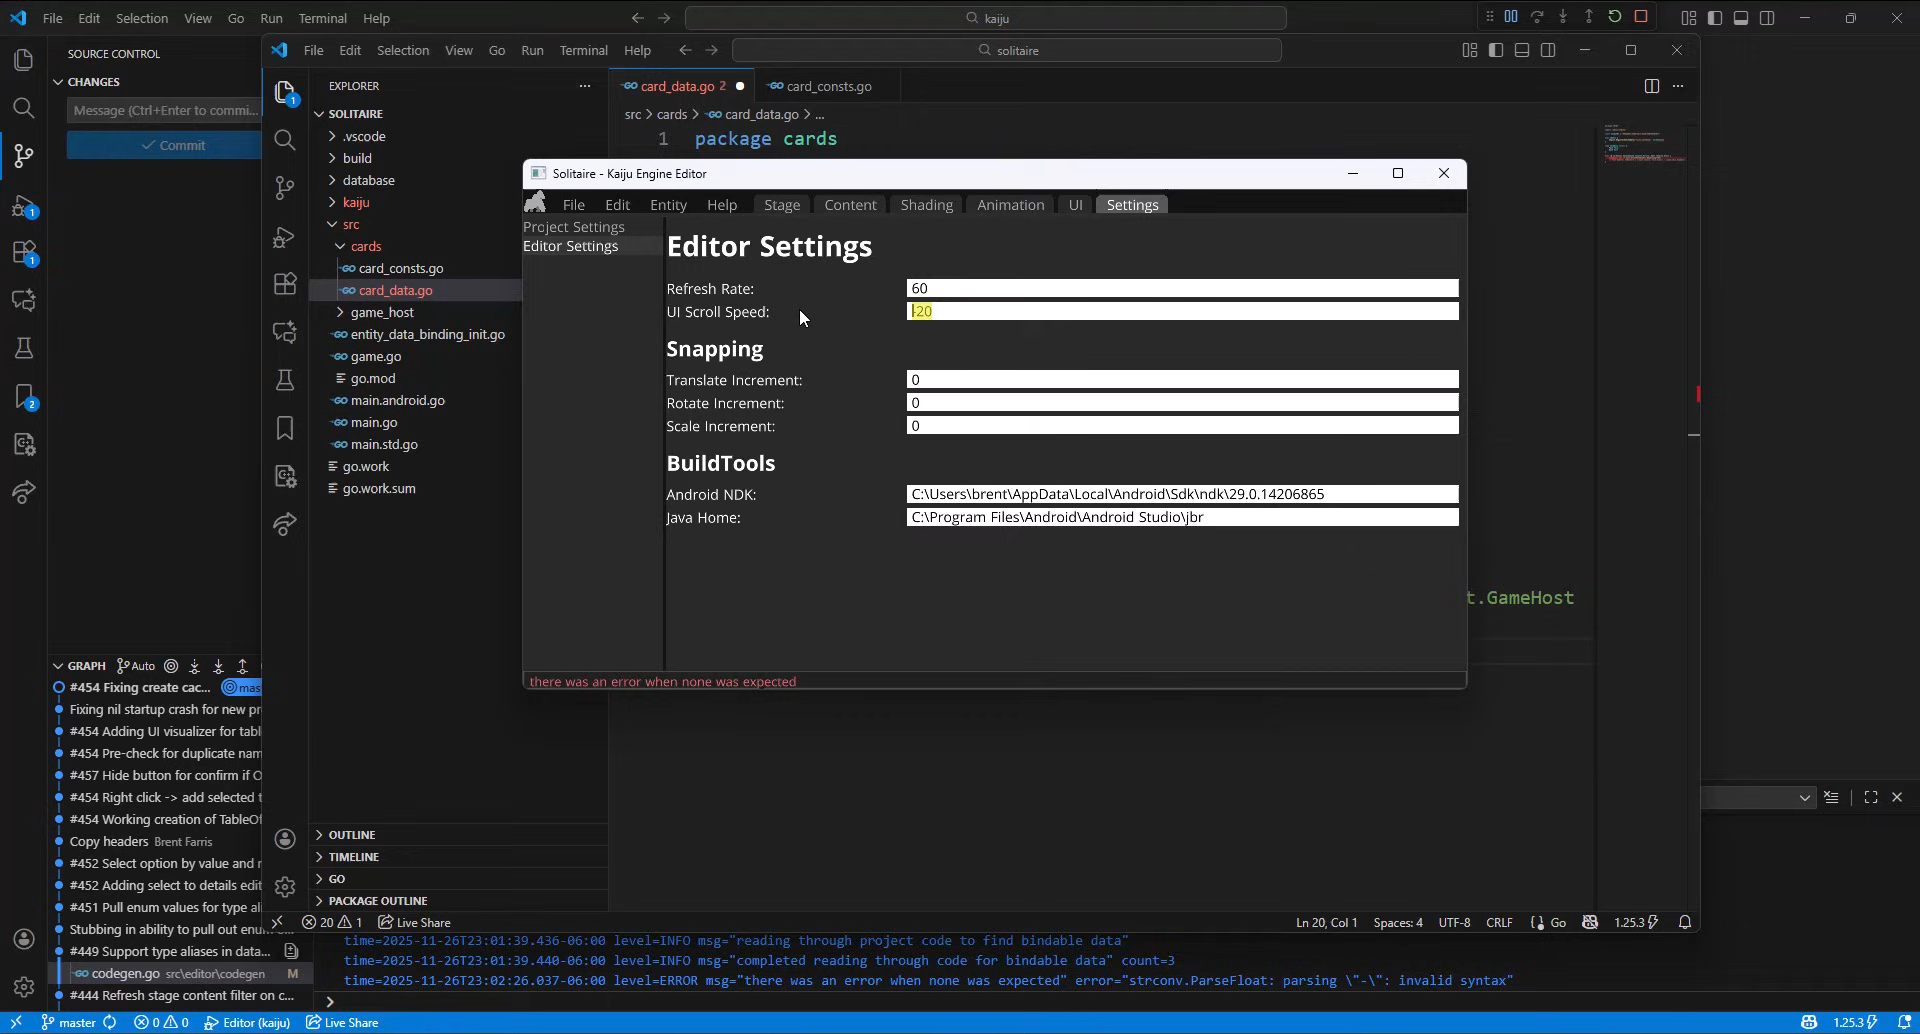 File Edit Selection View Go Run Terminal Help
kaiju
SOURCE CONTROL
CHANGES
Message (Ctrl+Enter to commi...
Commit
GRAPH Auto
#454 Fixing create cac... mas
Fixing nil startup crash for new pr
#454 Adding UI visualizer for tabl
#454 Pre-check for duplicate nam
#457 Hide button for confirm if O
#454 Right click -> add selected t
#454 Working creation of TableOf
Copy headers Brent Farris
#452 Select option by value and r
#452 Adding select to details edit
#451 Pull enum values for type ali
Stubbing in ability to pull out enum
#449 Support type aliases in data...
codegen.go src\editor\codegen M
#444 Refresh stage content filter on c...
1
1
2
File Edit Selection View Go Run Terminal Help
solitaire
1
EXPLORER
SOLITAIRE
.vscode
build
database
kaiju
src
cards
card_consts.go
card_data.go
game_host
entity_data_binding_init.go
game.go
go.mod
main.android.go
main.go
main.std.go
go.work
go.work.sum
OUTLINE
TIMELINE
GO
PACKAGE OUTLINE
card_data.go 2
card_consts.go
src > cards > card_data.go > ...
1 package cards
t.GameHost
Solitaire - Kaiju Engine Editor
File Edit Entity Help Stage Content Shading Animation UI Settings
Project Settings
Editor Settings
Editor Settings
Refresh Rate: 60
UI Scroll Speed: -20
Snapping
Translate Increment: 0
Rotate Increment: 0
Scale Increment: 0
BuildTools
Android NDK: C:\Users\brent\AppData\Local\Android\Sdk\ndk\29.0.14206865
Java Home: C:\Program Files\Android\Android Studio\jbr
there was an error when none was expected
20 1 Live Share
Ln 20, Col 1 Spaces: 4 UTF-8 CRLF {} Go 1.25.3
time=2025-11-26T23:01:39.436-06:00 level=INFO msg="reading through project code to find bindable data"
time=2025-11-26T23:01:39.440-06:00 level=INFO msg="completed reading through code for bindable data" count=3
time=2025-11-26T23:02:26.037-06:00 level=ERROR msg="there was an error when none was expected" error="strconv.ParseFloat: parsing \"-\": invalid syntax"
>
master 0 0 Editor (kaiju) Live Share
1.25.3